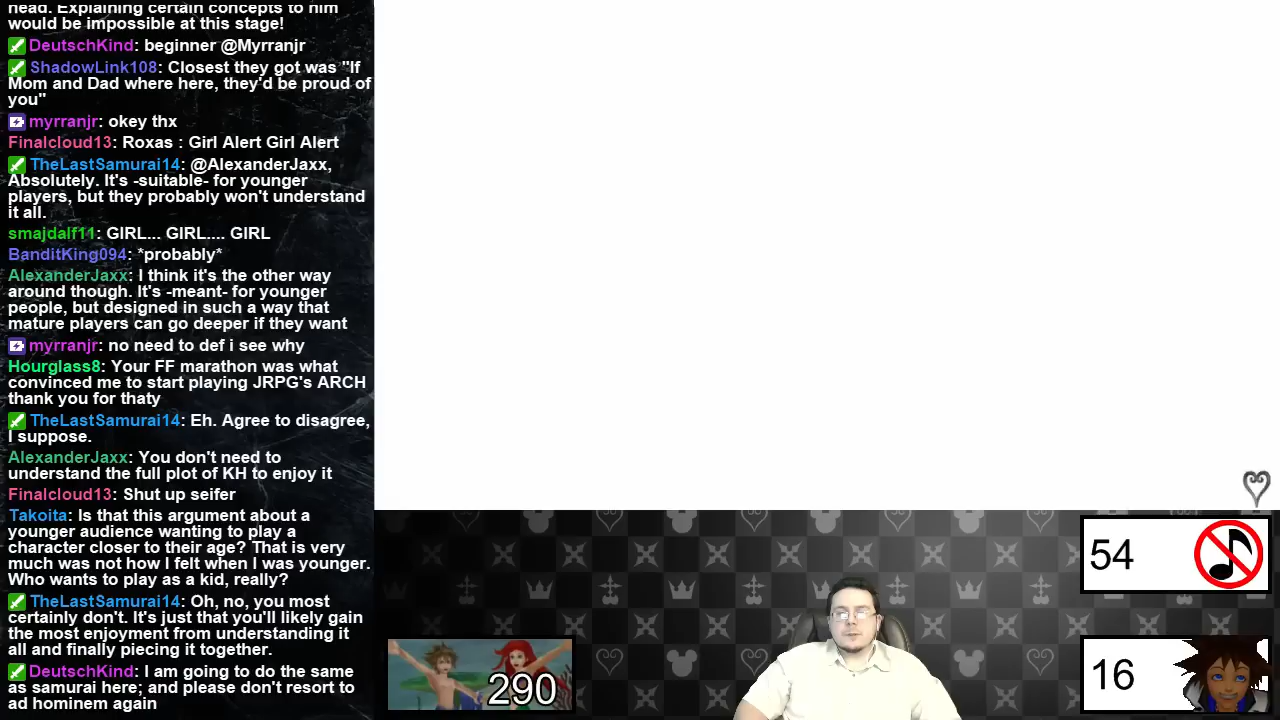 head. Explaining certain concepts to him
would be impossible at this stage!
DeutschKind: beginner @Myrranjr
ShadowLink108: Closest they got was "If
Mom and Dad where here, they'd be proud of
you"
myrranjr: okey thx
Finalcloud13: Roxas : Girl Alert Girl Alert
TheLastSamurai14: @AlexanderJaxx,
Absolutely. It's -suitable- for younger
players, but they probably won't understand
it all.
smajdalf11: GIRL... GIRL.... GIRL
BanditKing094: *probably*
AlexanderJaxx: I think it's the other way
around though. It's -meant- for younger
people, but designed in such a way that
mature players can go deeper if they want
myrranjr: no need to def i see why
Hourglass8: Your FF marathon was what
convinced me to start playing JRPG's ARCH
thank you for thaty
TheLastSamurai14: Eh. Agree to disagree,
I suppose.
AlexanderJaxx: You don't need to
understand the full plot of KH to enjoy it
Finalcloud13: Shut up seifer
Takoita: Is that this argument about a
younger audience wanting to play a
character closer to their age? That is very
much was not how I felt when I was younger.
Who wants to play as a kid, really?
TheLastSamurai14: Oh, no, you most
certainly don't. It's just that you'll likely gain
the most enjoyment from understanding it
all and finally piecing it together.
DeutschKind: I am going to do the same
as samurai here; and please don't resort to
ad hominem again
54
290
16